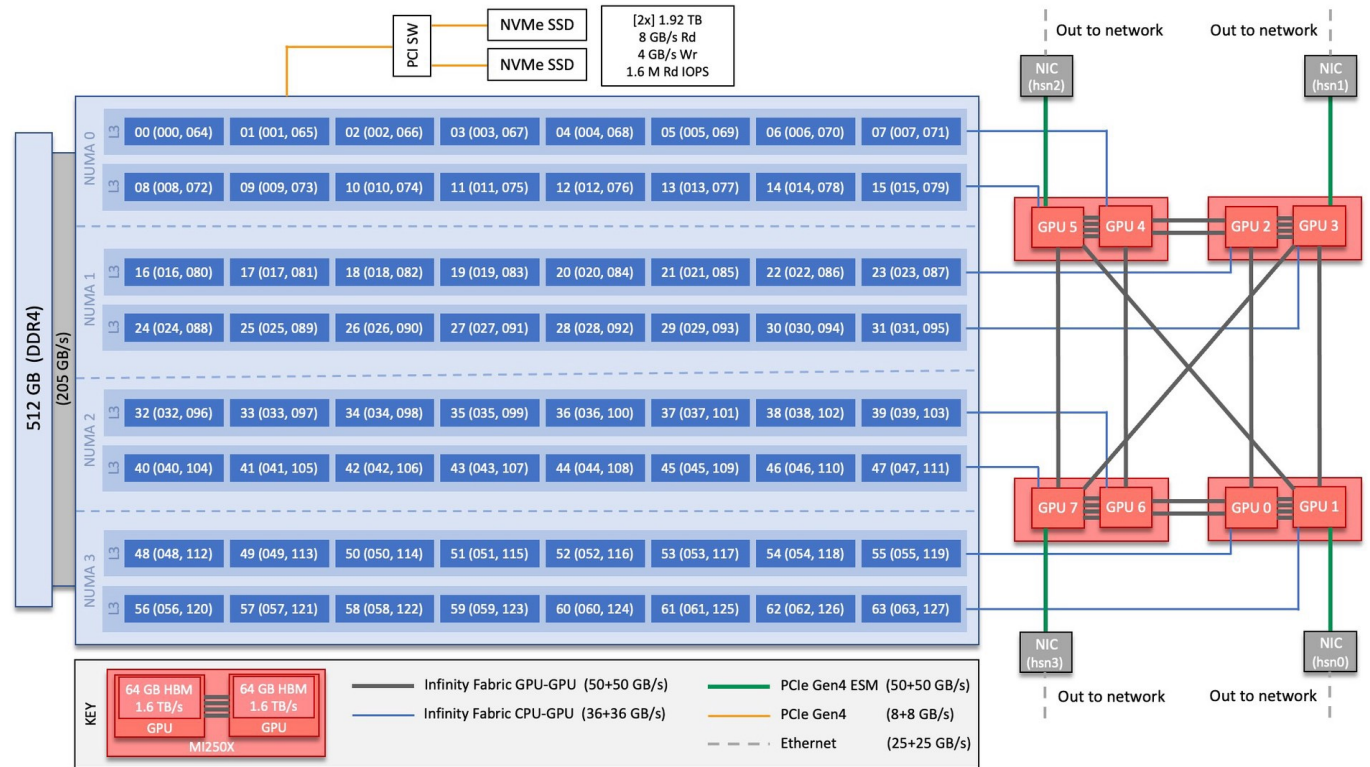 PCI SW
NVMe SSD
NVMe SSD
[2x] 1.92 TB
8 GB/s Rd
4 GB/s Wr
1.6 M Rd IOPS
Out to network
Out to network
NIC
(hsn2)
NIC
(hsn1)
512 GB (DDR4)
(205 GB/s)
NUMA 0
L3
00 (000, 064)
01 (001, 065)
02 (002, 066)
03 (003, 067)
04 (004, 068)
05 (005, 069)
06 (006, 070)
07 (007, 071)
L3
08 (008, 072)
09 (009, 073)
10 (010, 074)
11 (011, 075)
12 (012, 076)
13 (013, 077)
14 (014, 078)
15 (015, 079)
NUMA 1
L3
16 (016, 080)
17 (017, 081)
18 (018, 082)
19 (019, 083)
20 (020, 084)
21 (021, 085)
22 (022, 086)
23 (023, 087)
L3
24 (024, 088)
25 (025, 089)
26 (026, 090)
27 (027, 091)
28 (028, 092)
29 (029, 093)
30 (030, 094)
31 (031, 095)
NUMA 2
L3
32 (032, 096)
33 (033, 097)
34 (034, 098)
35 (035, 099)
36 (036, 100)
37 (037, 101)
38 (038, 102)
39 (039, 103)
L3
40 (040, 104)
41 (041, 105)
42 (042, 106)
43 (043, 107)
44 (044, 108)
45 (045, 109)
46 (046, 110)
47 (047, 111)
NUMA 3
L3
48 (048, 112)
49 (049, 113)
50 (050, 114)
51 (051, 115)
52 (052, 116)
53 (053, 117)
54 (054, 118)
55 (055, 119)
L3
56 (056, 120)
57 (057, 121)
58 (058, 122)
59 (059, 123)
60 (060, 124)
61 (061, 125)
62 (062, 126)
63 (063, 127)
GPU 5
GPU 4
GPU 2
GPU 3
GPU 7
GPU 6
GPU 0
GPU 1
NIC
(hsn3)
NIC
(hsn0)
Out to network
Out to network
KEY
64 GB HBM
1.6 TB/s
GPU
64 GB HBM
1.6 TB/s
GPU
MI250X
Infinity Fabric GPU-GPU (50+50 GB/s)
Infinity Fabric CPU-GPU (36+36 GB/s)
PCIe Gen4 ESM (50+50 GB/s)
PCIe Gen4 (8+8 GB/s)
Ethernet (25+25 GB/s)